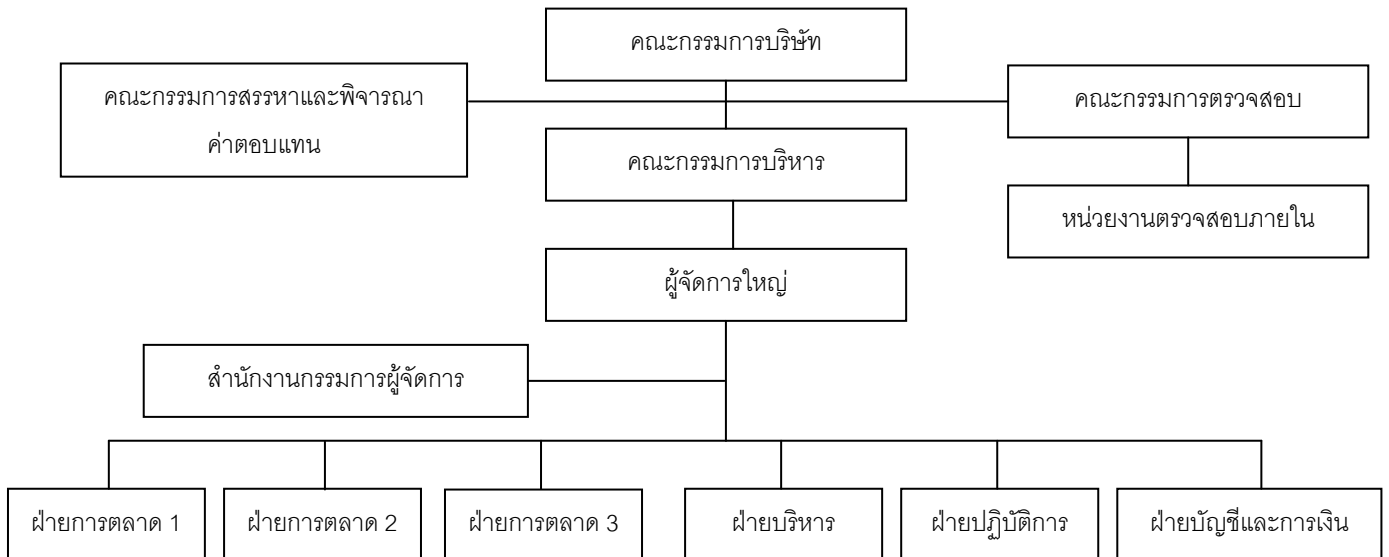 คณะกรรมการบริษัท
คณะกรรมการสรรหาและพิจารณา
ค่าตอบแทน
คณะกรรมการตรวจสอบ
คณะกรรมการบริหาร
หน่วยงานตรวจสอบภายใน
ผู้จัดการใหญ่
สำนักงานกรรมการผู้จัดการ
ฝ่ายการตลาด 1
ฝ่ายการตลาด 2
ฝ่ายการตลาด 3
ฝ่ายบริหาร
ฝ่ายปฏิบัติการ
ฝ่ายบัญชีและการเงิน